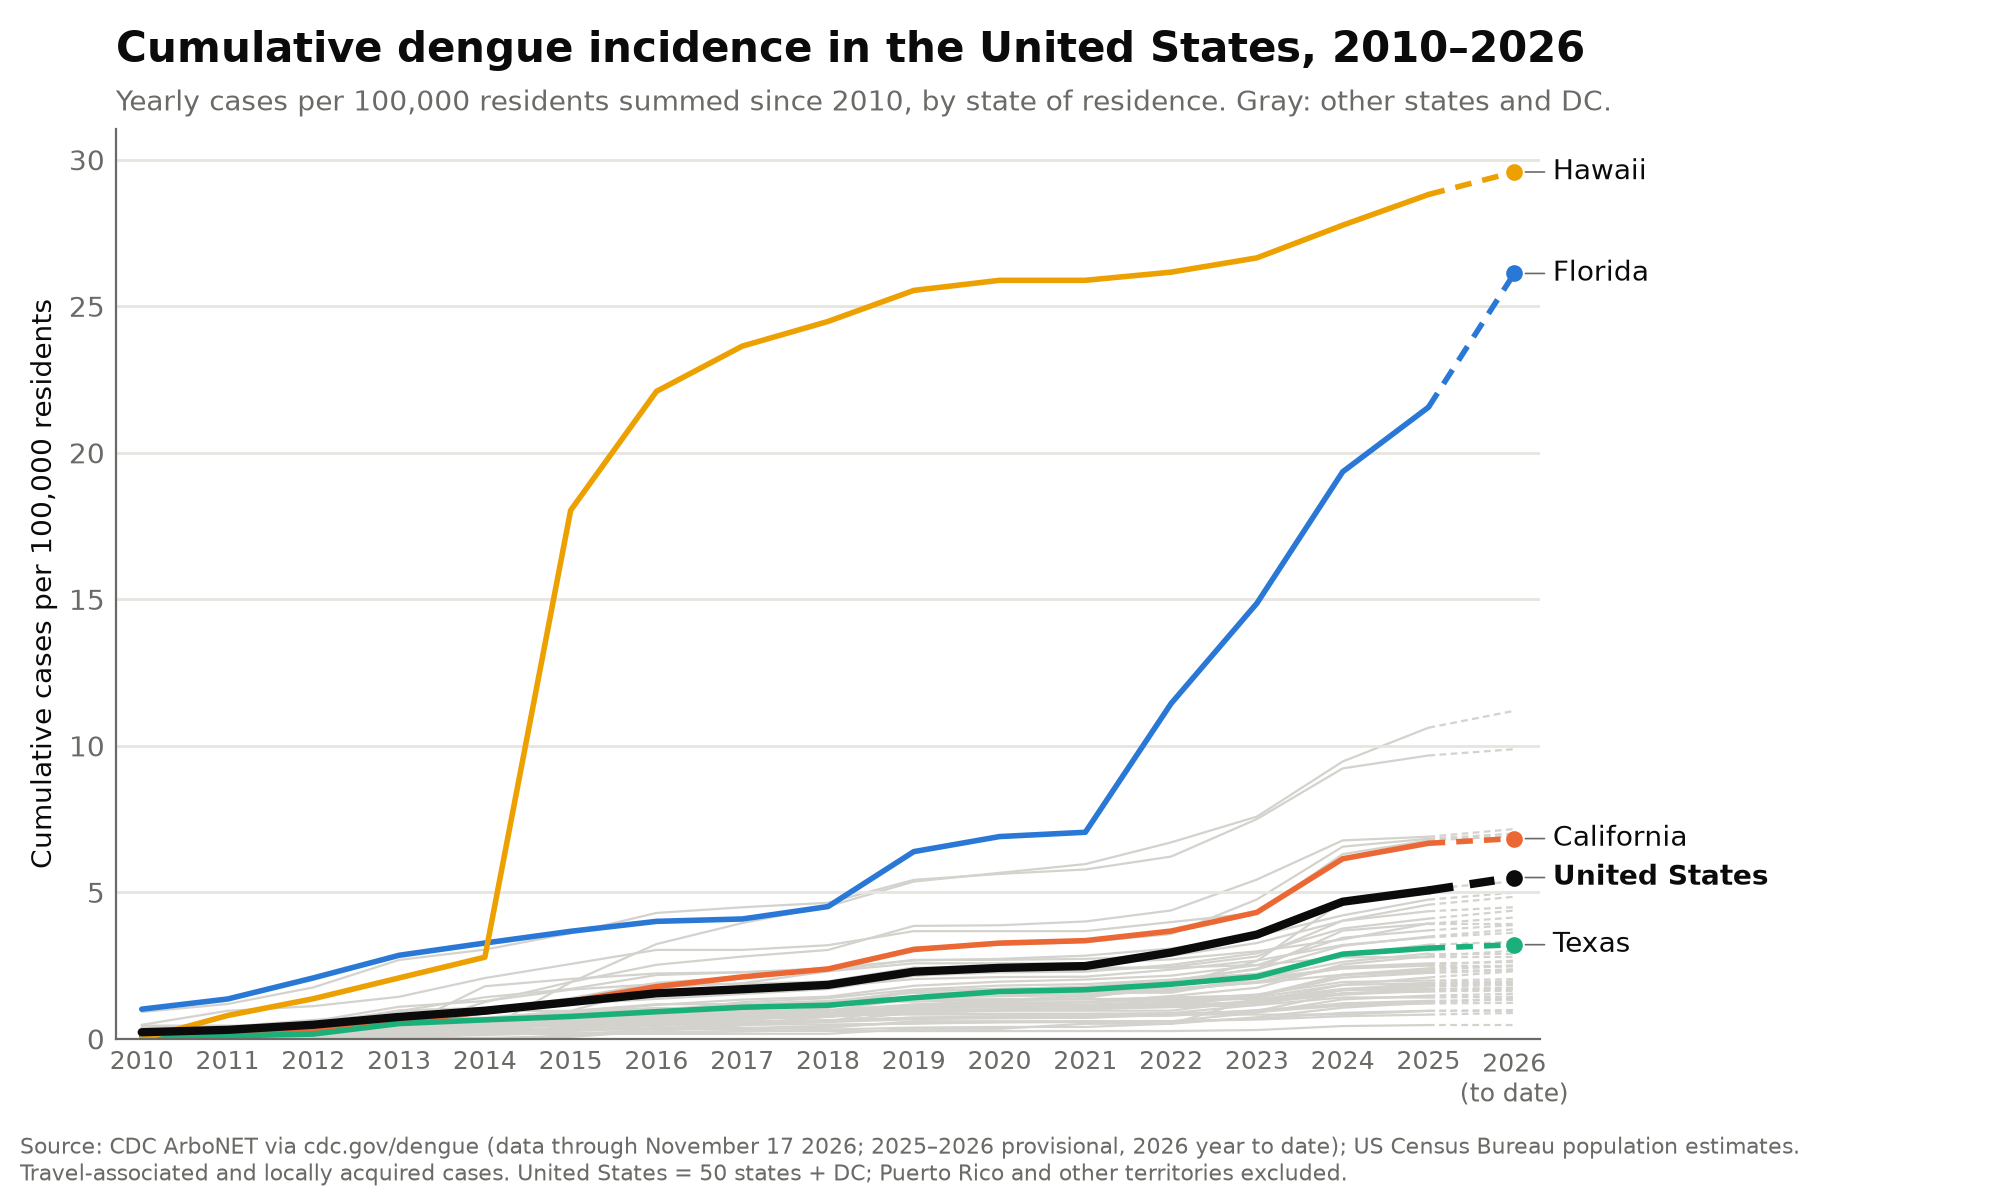 Cumulative dengue incidence in the United States, 2010–2026
Yearly cases per 100,000 residents summed since 2010, by state of residence. Gray: other states and DC.
Cumulative cases per 100,000 residents
30
25
20
15
10
5
0
Hawaii
Florida
California
United States
Texas
2010 2011 2012 2013 2014 2015 2016 2017 2018 2019 2020 2021 2022 2023 2024 2025 2026
(to date)
Source: CDC ArboNET via cdc.gov/dengue (data through November 17 2026; 2025–2026 provisional, 2026 year to date); US Census Bureau population estimates.
Travel-associated and locally acquired cases. United States = 50 states + DC; Puerto Rico and other territories excluded.